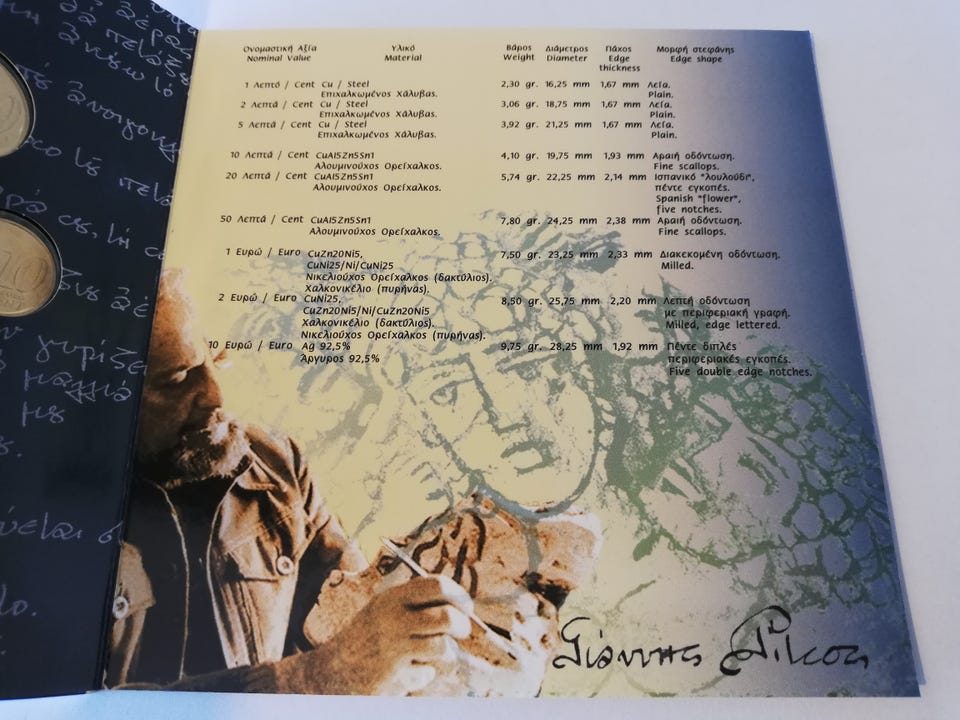 Ονομαστική Αξία Υλικό Βάρος Διάμετρος Πάχος Μορφή στεφάνης
Nominal Value Material Weight Diameter Edge Edge shape
thickness
1 Λεπτό / Cent Cu / Steel 2,30 gr. 16,25 mm 1,67 mm Λεία.
Επιχαλκωμένος Χάλυβας. Plain.
2 Λεπτά / Cent Cu / Steel 3,06 gr. 18,75 mm 1,67 mm Λεία.
Επιχαλκωμένος Χάλυβας. Plain.
5 Λεπτά / Cent Cu / Steel 3,92 gr. 21,25 mm 1,67 mm Λεία.
Επιχαλκωμένος Χάλυβας. Plain.
10 Λεπτά / Cent CuAl5Zn5Sn1 4,10 gr. 19,75 mm 1,93 mm Αραιή οδόντωση.
Αλουμινούχος Ορείχαλκος. Fine scallops.
20 Λεπτά / Cent CuAl5Zn5Sn1 5,74 gr. 22,25 mm 2,14 mm Ισπανικό "λουλούδι",
Αλουμινούχος Ορείχαλκος. πέντε εγκοπές.
Spanish "flower",
five notches.
50 Λεπτά / Cent CuAl5Zn5Sn1 7,80 gr. 24,25 mm 2,38 mm Αραιή οδόντωση.
Αλουμινούχος Ορείχαλκος. Fine scallops.
1 Ευρώ / Euro CuZn20Ni5, 7,50 gr. 23,25 mm 2,33 mm Διακεκομένη οδόντωση.
CuNi25/Ni/CuNi25 Milled.
Νικελιούχος Ορείχαλκος (δακτύλιος).
Χαλκονικέλιο (πυρήνας).
2 Ευρώ / Euro CuNi25, 8,50 gr. 25,75 mm 2,20 mm Λεπτή οδόντωση
CuZn20Ni5/Ni/CuZn20Ni5 με περιφεριακή γραφή.
Χαλκονικέλιο (δακτύλιος). Milled, edge lettered.
Νικελιούχος Ορείχαλκος (πυρήνας).
10 Ευρώ / Euro Ag 92,5% 9,75 gr. 28,25 mm 1,92 mm Πέντε διπλές
Άργυρος 92,5% περιφεριακές εγκοπές.
Five double edge notches.
Γιάννης Ρίτσος